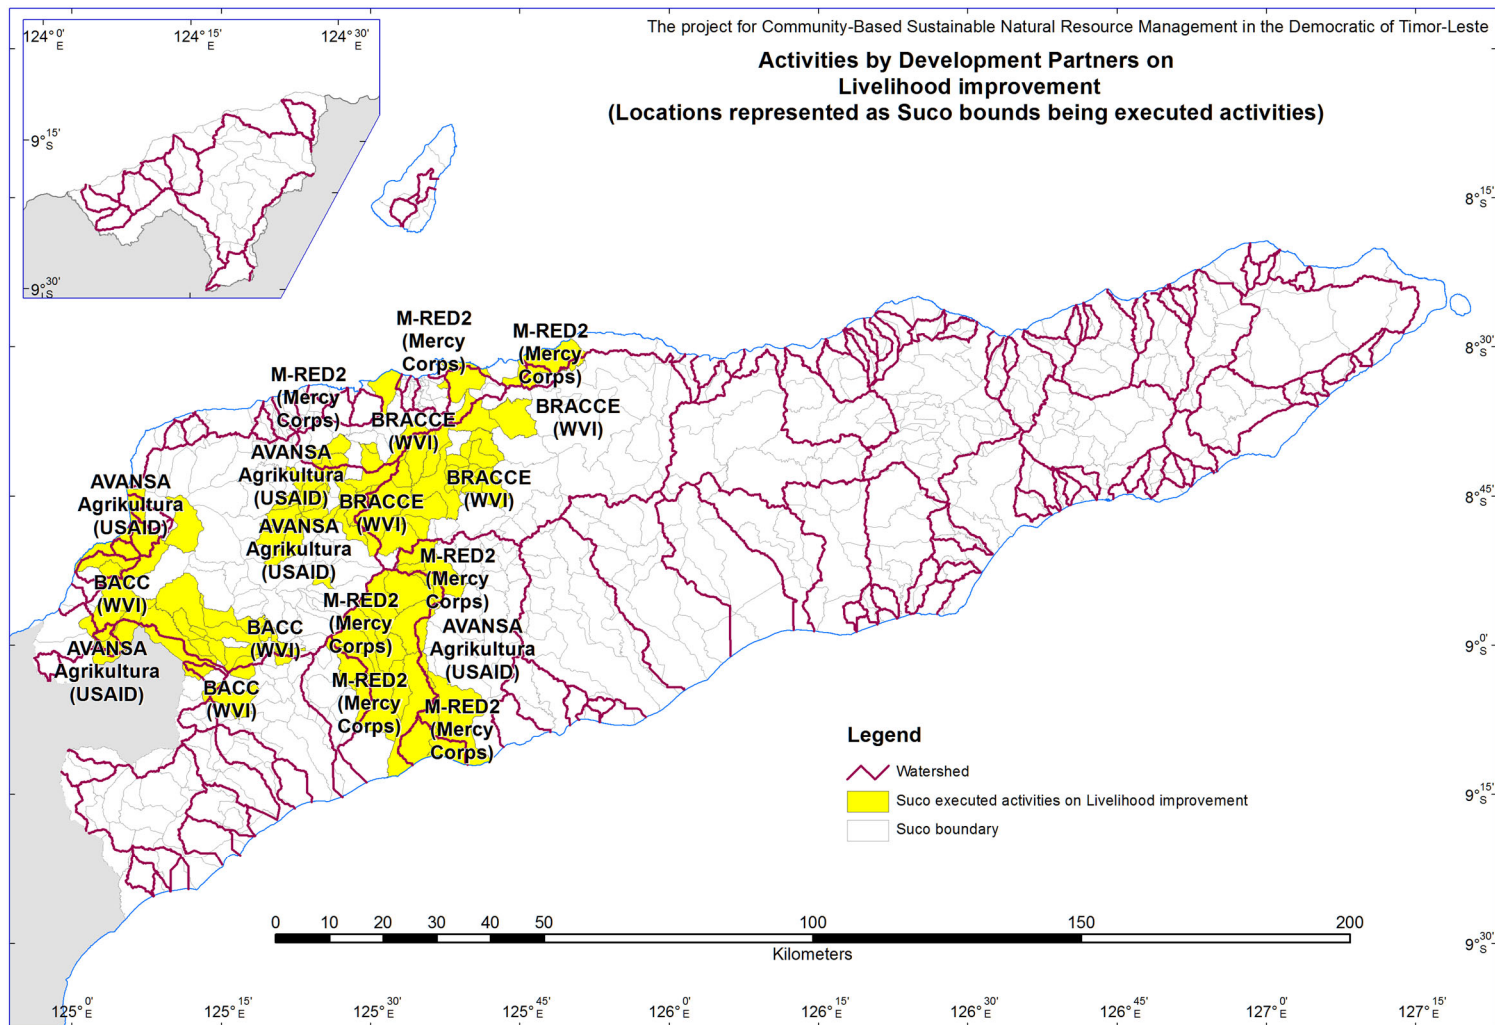 The project for Community-Based Sustainable Natural Resource Management in the Democratic of Timor-Leste
Activities by Development Partners on
Livelihood improvement
(Locations represented as Suco bounds being executed activities)
124° 0' E
124° 15' E
124° 30' E
9° 15' S
9° 30' S
8° 15' S
8° 30' S
8° 45' S
9° 0' S
9° 15' S
9° 30' S
M-RED2
(Mercy
Corps)
M-RED2
(Mercy
Corps)
M-RED2
(Mercy
Corps)
BRACCE
(WVI)
BRACCE
(WVI)
AVANSA
Agrikultura
(USAID)
BRACCE
(WVI)
AVANSA
Agrikultura
(USAID)
BRACCE
(WVI)
AVANSA
Agrikultura
(USAID)
M-RED2
(Mercy
Corps)
BACC
(WVI)
M-RED2
(Mercy
Corps)
BACC
(WVI)
AVANSA
Agrikultura
(USAID)
AVANSA
Agrikultura
(USAID)
BACC
(WVI)
M-RED2
(Mercy
Corps)
M-RED2
(Mercy
Corps)
Legend
Watershed
Suco executed activities on Livelihood improvement
Suco boundary
0 10 20 30 40 50 100 150 200
Kilometers
125° 0' E
125° 15' E
125° 30' E
125° 45' E
126° 0' E
126° 15' E
126° 30' E
126° 45' E
127° 0' E
127° 15' E